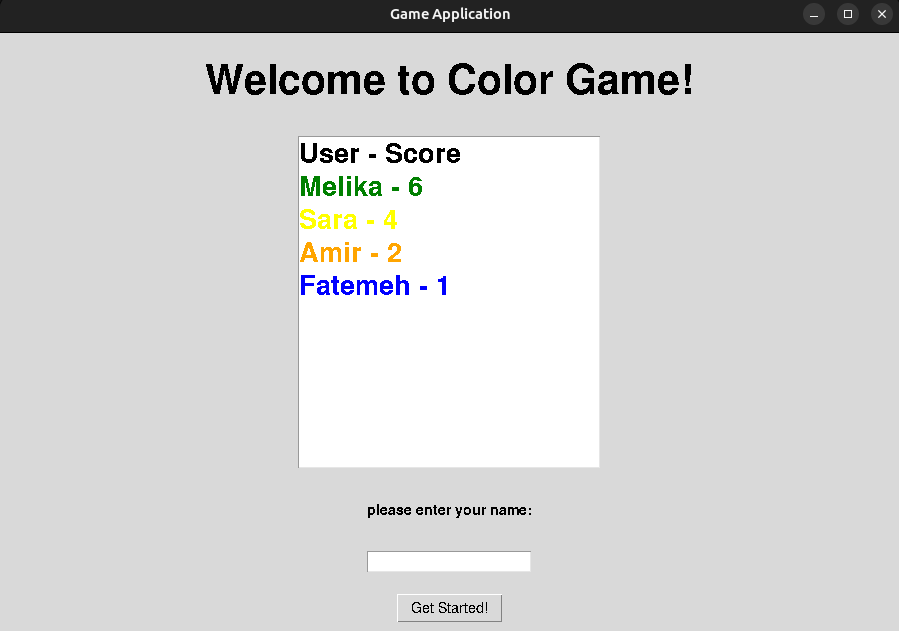 Game Application
Welcome to Color Game!
User - Score
Melika - 6
Sara - 4
Amir - 2
Fatemeh - 1
please enter your name:
Get Started!